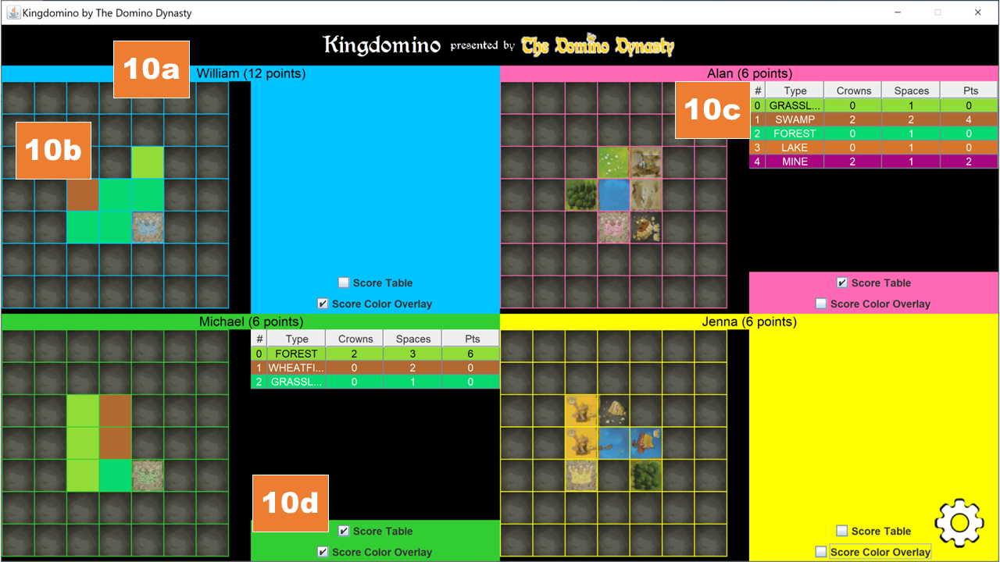 Kingdomino by The Domino Dynasty
Kingdomino presented by The Domino Dynasty
10a
William (12 points)
10b
Score Table
Score Color Overlay
Alan (6 points)
10c
# Type Crowns Spaces Pts
0 GRASSL... 0 1 0
1 SWAMP 2 2 4
2 FOREST 0 1 0
3 LAKE 0 1 0
4 MINE 2 1 2
Score Table
Score Color Overlay
Michael (6 points)
# Type Crowns Spaces Pts
0 FOREST 2 3 6
1 WHEATFI... 0 2 0
2 GRASSL... 0 1 0
10d
Score Table
Score Color Overlay
Jenna (6 points)
Score Table
Score Color Overlay